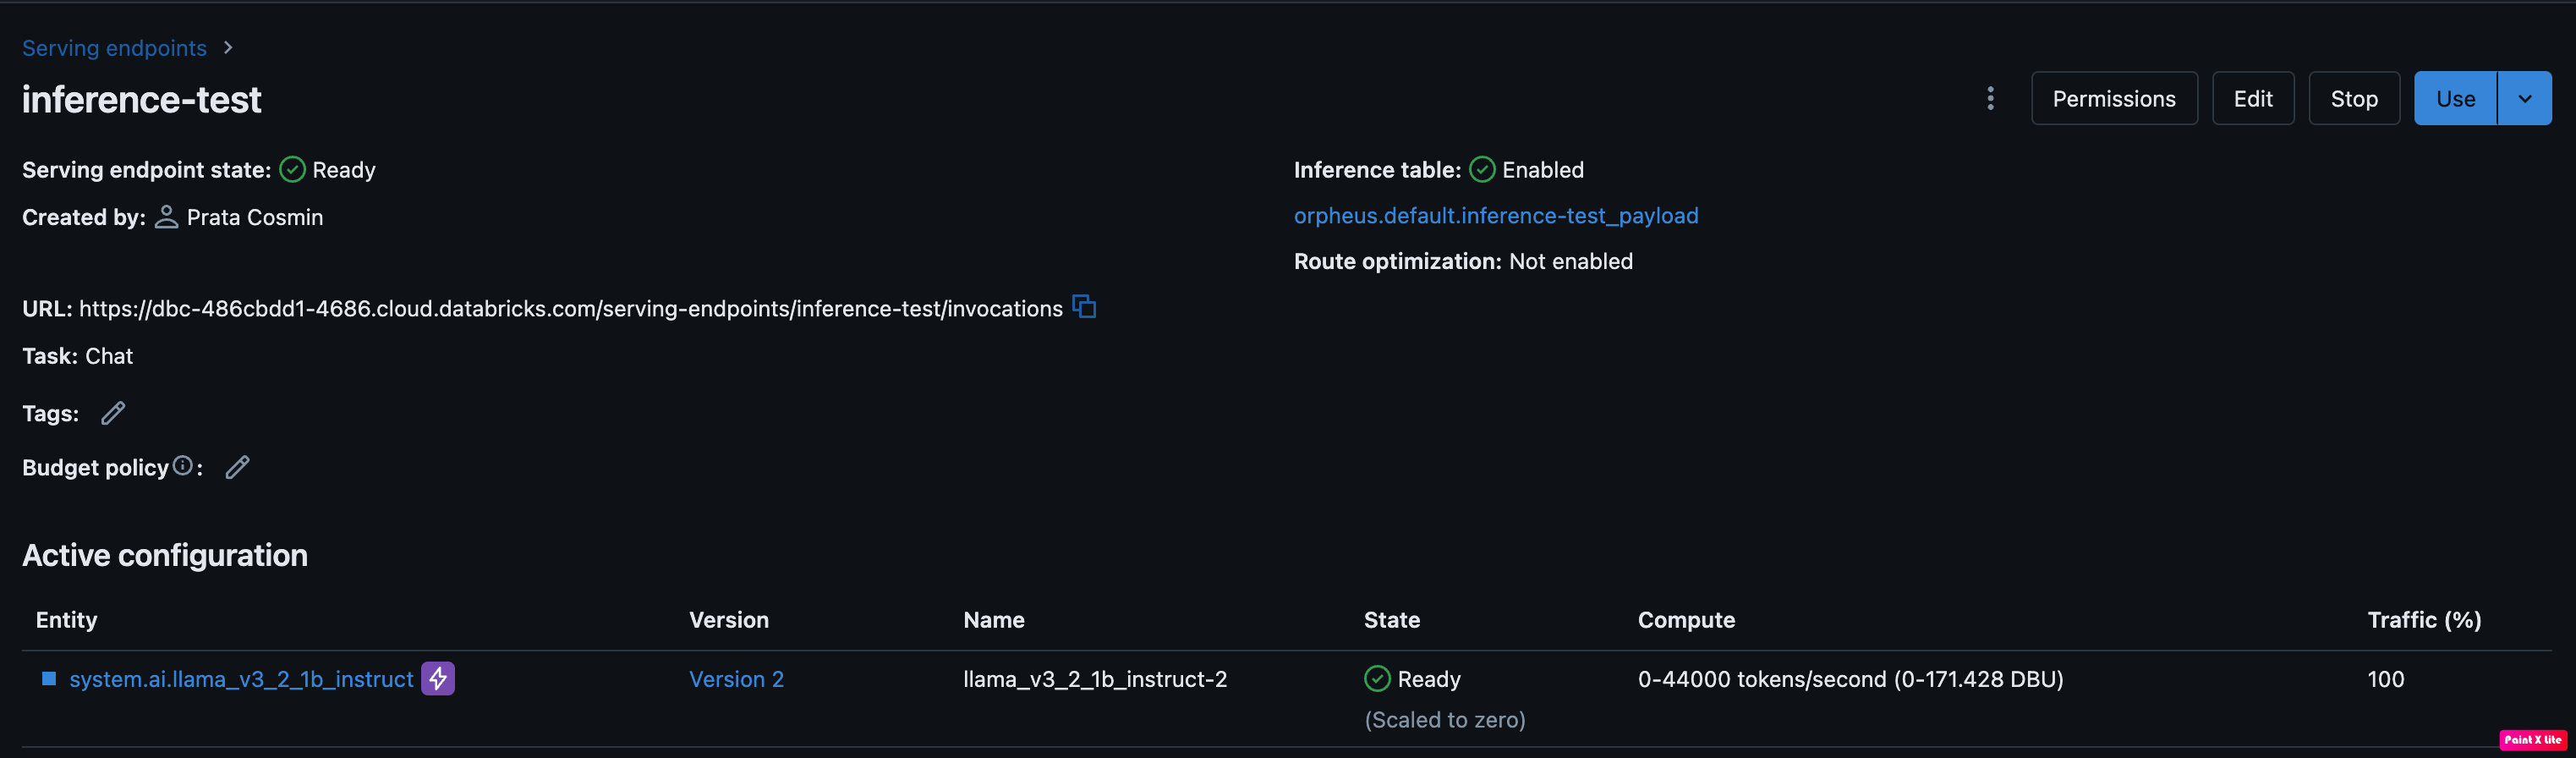 Serving endpoints
inference-test
Permissions
Edit
Stop
Use
Serving endpoint state: Ready
Created by: Prata Cosmin
Inference table: Enabled
orpheus.default.inference-test_payload
Route optimization: Not enabled
URL: https://dbc-486cbdd1-4686.cloud.databricks.com/serving-endpoints/inference-test/invocations
Task: Chat
Tags:
Budget policy :
Active configuration
Entity Version Name State Compute Traffic (%)
system.ai.llama_v3_2_1b_instruct Version 2 llama_v3_2_1b_instruct-2 Ready 0-44000 tokens/second (0-171.428 DBU) 100
(Scaled to zero)
Paint X Lite